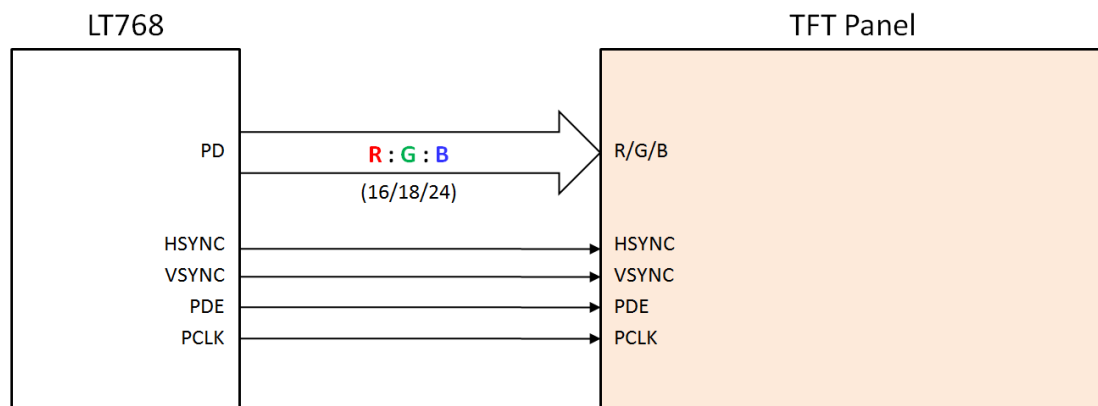 LT768
TFT Panel
PD
R : G : B
R/G/B
(16/18/24)
HSYNC
HSYNC
VSYNC
VSYNC
PDE
PDE
PCLK
PCLK